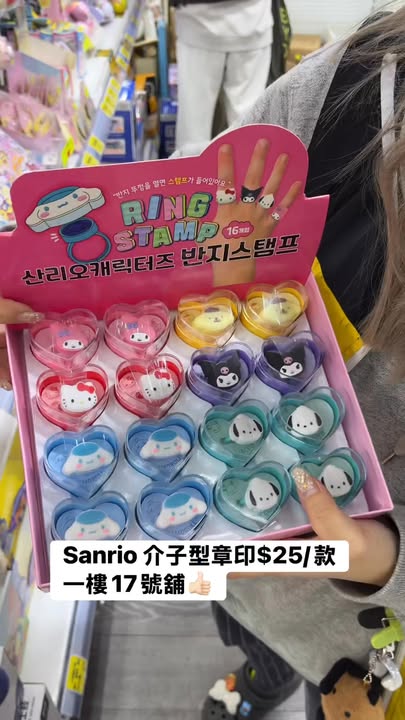 "반지 뚜껑을 열면 스탬프가 들어있어요"
RING
STAMP
16개입
산리오캐릭터즈 반지스탬프
Sanrio 介子型章印$25/款
一樓17號舖👍🏻